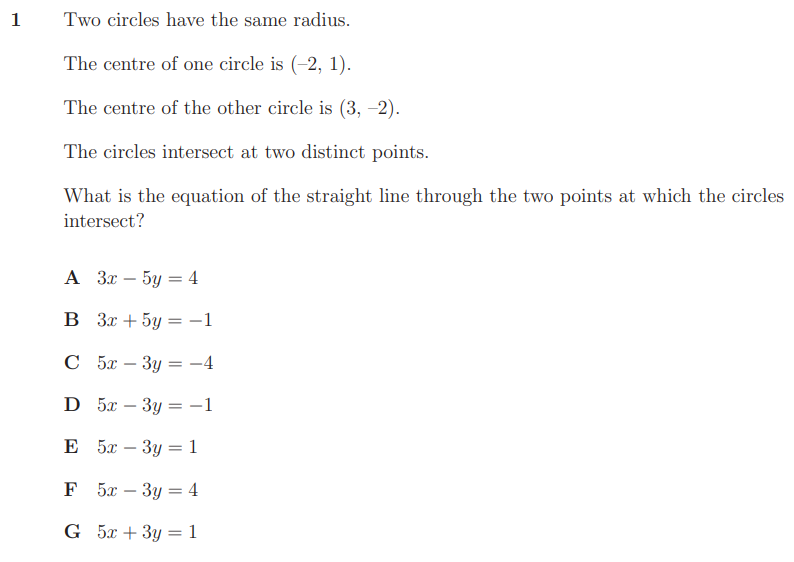 1 Two circles have the same radius.
The centre of one circle is (–2, 1).
The centre of the other circle is (3, –2).
The circles intersect at two distinct points.
What is the equation of the straight line through the two points at which the circles
intersect?
A 3x − 5y = 4
B 3x + 5y = −1
C 5x − 3y = −4
D 5x − 3y = −1
E 5x − 3y = 1
F 5x − 3y = 4
G 5x + 3y = 1